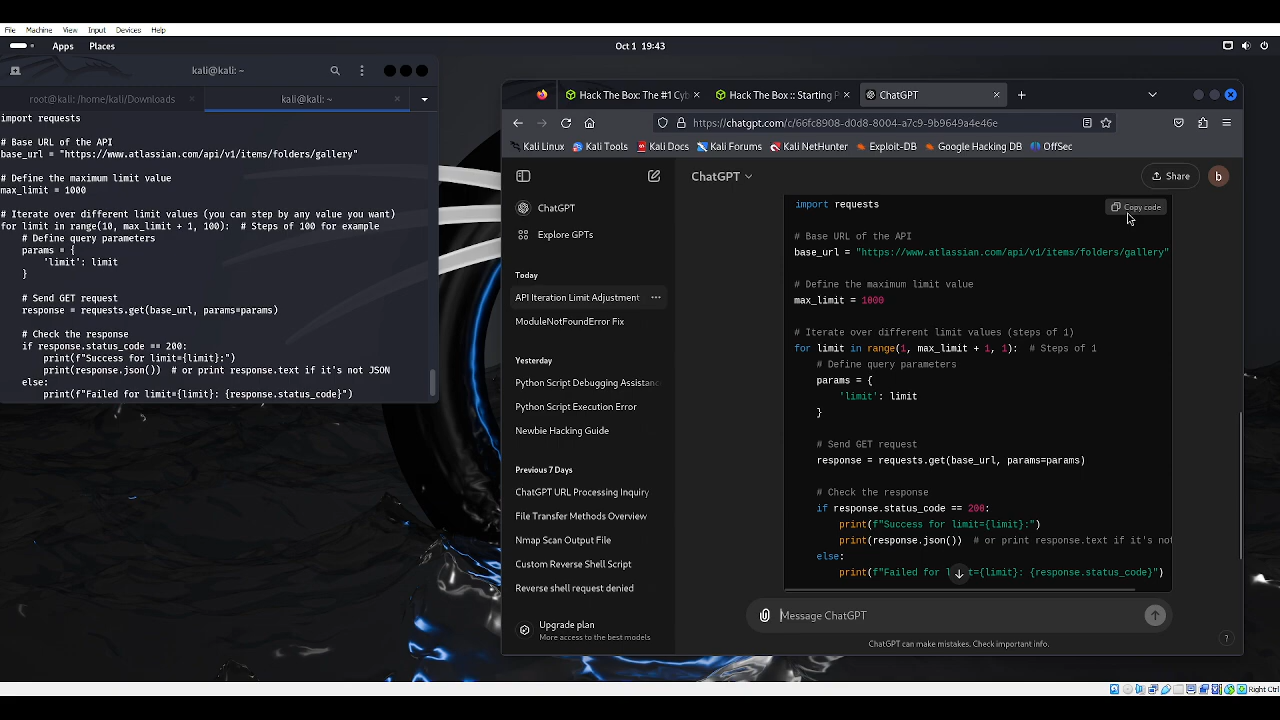 File Machine View Input Devices Help
Apps Places
Oct 1 19:43
kali@kali: ~
root@kali: /home/kali/Downloads
kali@kali: ~
import requests
# Base URL of the API
base_url = "https://www.atlassian.com/api/v1/items/folders/gallery"
# Define the maximum limit value
max_limit = 1000
# Iterate over different limit values (you can step by any value you want)
for limit in range(10, max_limit + 1, 100):  # Steps of 100 for example
    # Define query parameters
    params = {
        'limit': limit
    }
    # Send GET request
    response = requests.get(base_url, params=params)
    # Check the response
    if response.status_code == 200:
        print(f"Success for limit={limit}:")
        print(response.json())  # or print response.text if it's not JSON
    else:
        print(f"Failed for limit={limit}: {response.status_code}")
Hack The Box: The #1 Cyb
Hack The Box :: Starting P
ChatGPT
https://chatgpt.com/c/66fc8908-d0d8-8004-a7c9-9b9649a4e46e
Kali Linux Kali Tools Kali Docs Kali Forums Kali NetHunter Exploit-DB Google Hacking DB OffSec
ChatGPT
Share
b
ChatGPT
Explore GPTs
Today
API Iteration Limit Adjustment
ModuleNotFoundError Fix
Yesterday
Python Script Debugging Assistanc
Python Script Execution Error
Newbie Hacking Guide
Previous 7 Days
ChatGPT URL Processing Inquiry
File Transfer Methods Overview
Nmap Scan Output File
Custom Reverse Shell Script
Reverse shell request denied
Upgrade plan
More access to the best models
Copy code
import requests
# Base URL of the API
base_url = "https://www.atlassian.com/api/v1/items/folders/gallery"
# Define the maximum limit value
max_limit = 1000
# Iterate over different limit values (steps of 1)
for limit in range(1, max_limit + 1, 1):  # Steps of 1
    # Define query parameters
    params = {
        'limit': limit
    }
    # Send GET request
    response = requests.get(base_url, params=params)
    # Check the response
    if response.status_code == 200:
        print(f"Success for limit={limit}:")
        print(response.json())  # or print response.text if it's not
    else:
        print(f"Failed for l t={limit}: {response.status_code}")
Message ChatGPT
ChatGPT can make mistakes. Check important info.
?
Right Ctrl